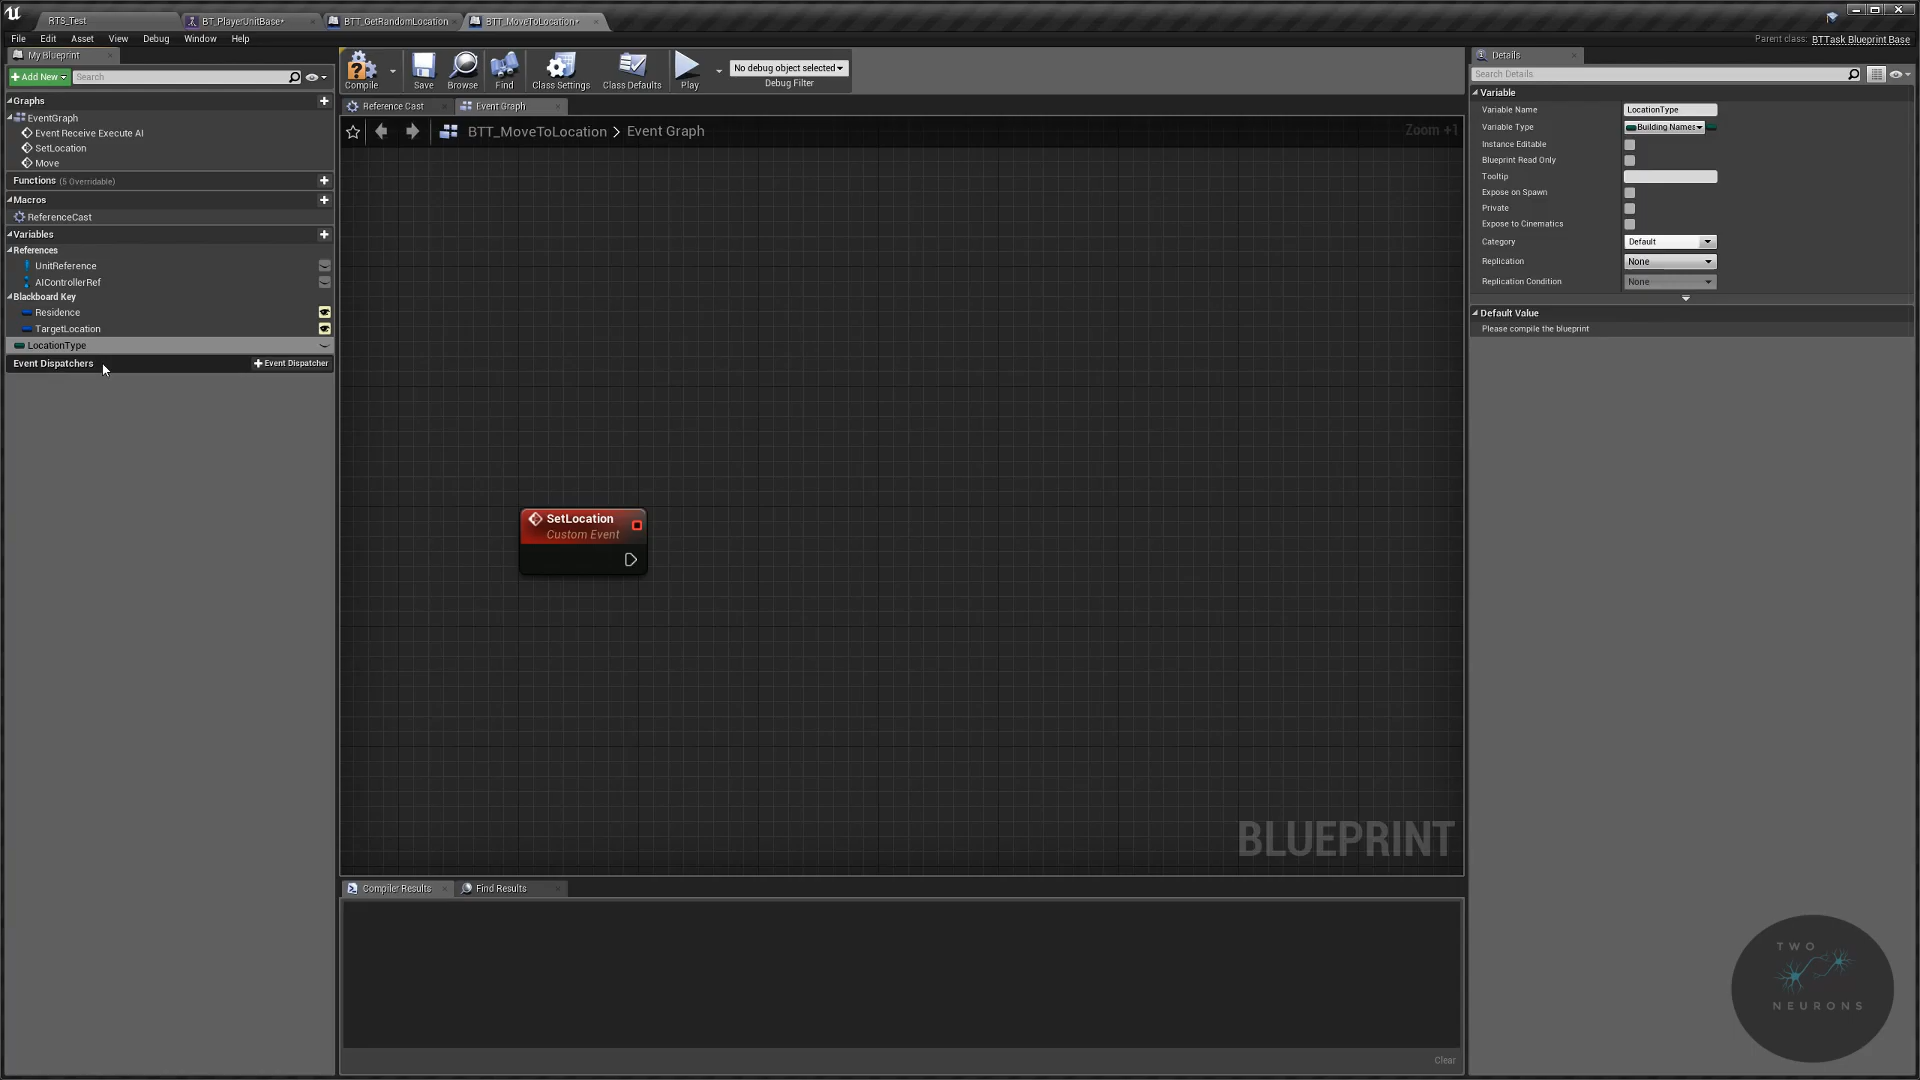 RTS_Test
BT_PlayerUnitBase*
BTT_GetRandomLocation
BTT_MoveToLocation*
File Edit Asset View Debug Window Help
Parent class: BTTask Blueprint Base
My Blueprint
Add New
Search
Graphs
EventGraph
Event Receive Execute AI
SetLocation
Move
Functions (5 Overridable)
Macros
ReferenceCast
Variables
References
UnitReference
AIControllerRef
Blackboard Key
Residence
TargetLocation
LocationType
Event Dispatchers
Event Dispatcher
Compile
Save
Browse
Find
Class Settings
Class Defaults
Play
No debug object selected
Debug Filter
Reference Cast
Event Graph
BTT_MoveToLocation > Event Graph
Zoom +1
SetLocation
Custom Event
BLUEPRINT
Compiler Results
Find Results
Clear
Details
Search Details
Variable
Variable Name LocationType
Variable Type Building Names
Instance Editable
Blueprint Read Only
Tooltip
Expose on Spawn
Private
Expose to Cinematics
Category Default
Replication None
Replication Condition None
Default Value
Please compile the blueprint
TWO
NEURONS